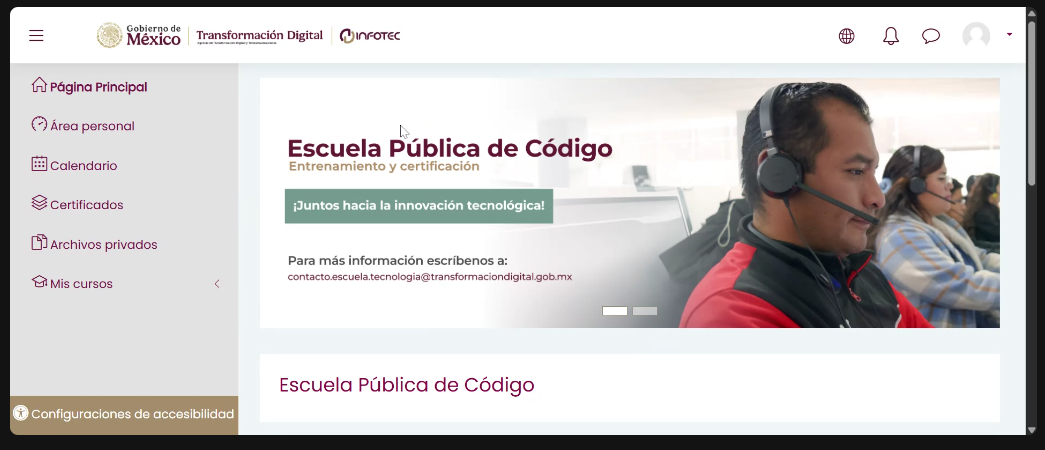 Gobierno de
México
Transformación Digital
INFOTEC
Página Principal
Área personal
Calendario
Certificados
Archivos privados
Mis cursos
Configuraciones de accesibilidad
Escuela Pública de Código
Entrenamiento y certificación
¡Juntos hacia la innovación tecnológica!
Para más información escríbenos a:
contacto.escuela.tecnologia@transformaciondigital.gob.mx
Escuela Pública de Código